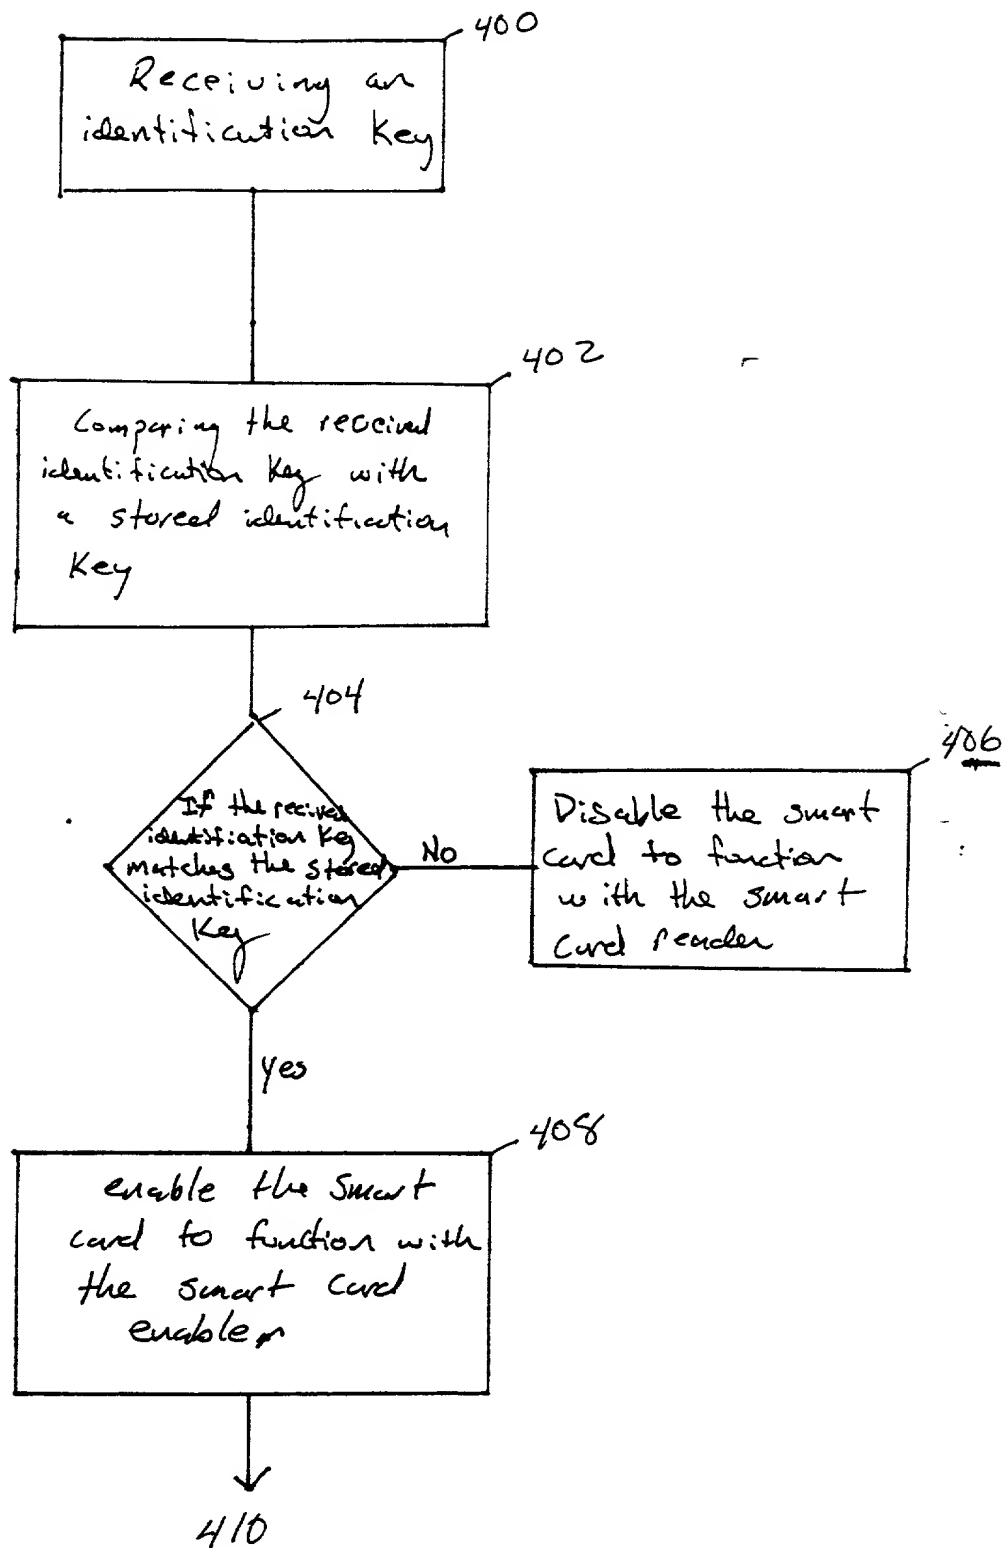 400
Receiving an
identification Key
402
Comparing the received
identification Key with
a stored identification
Key
404
If the recived
identification Key
matches the stored
identification
Key
No
406
Disable the smart
card to function
with the smart
Card reader
Yes
408
enable the Smart
card to function with
the smart Card
enabler
410